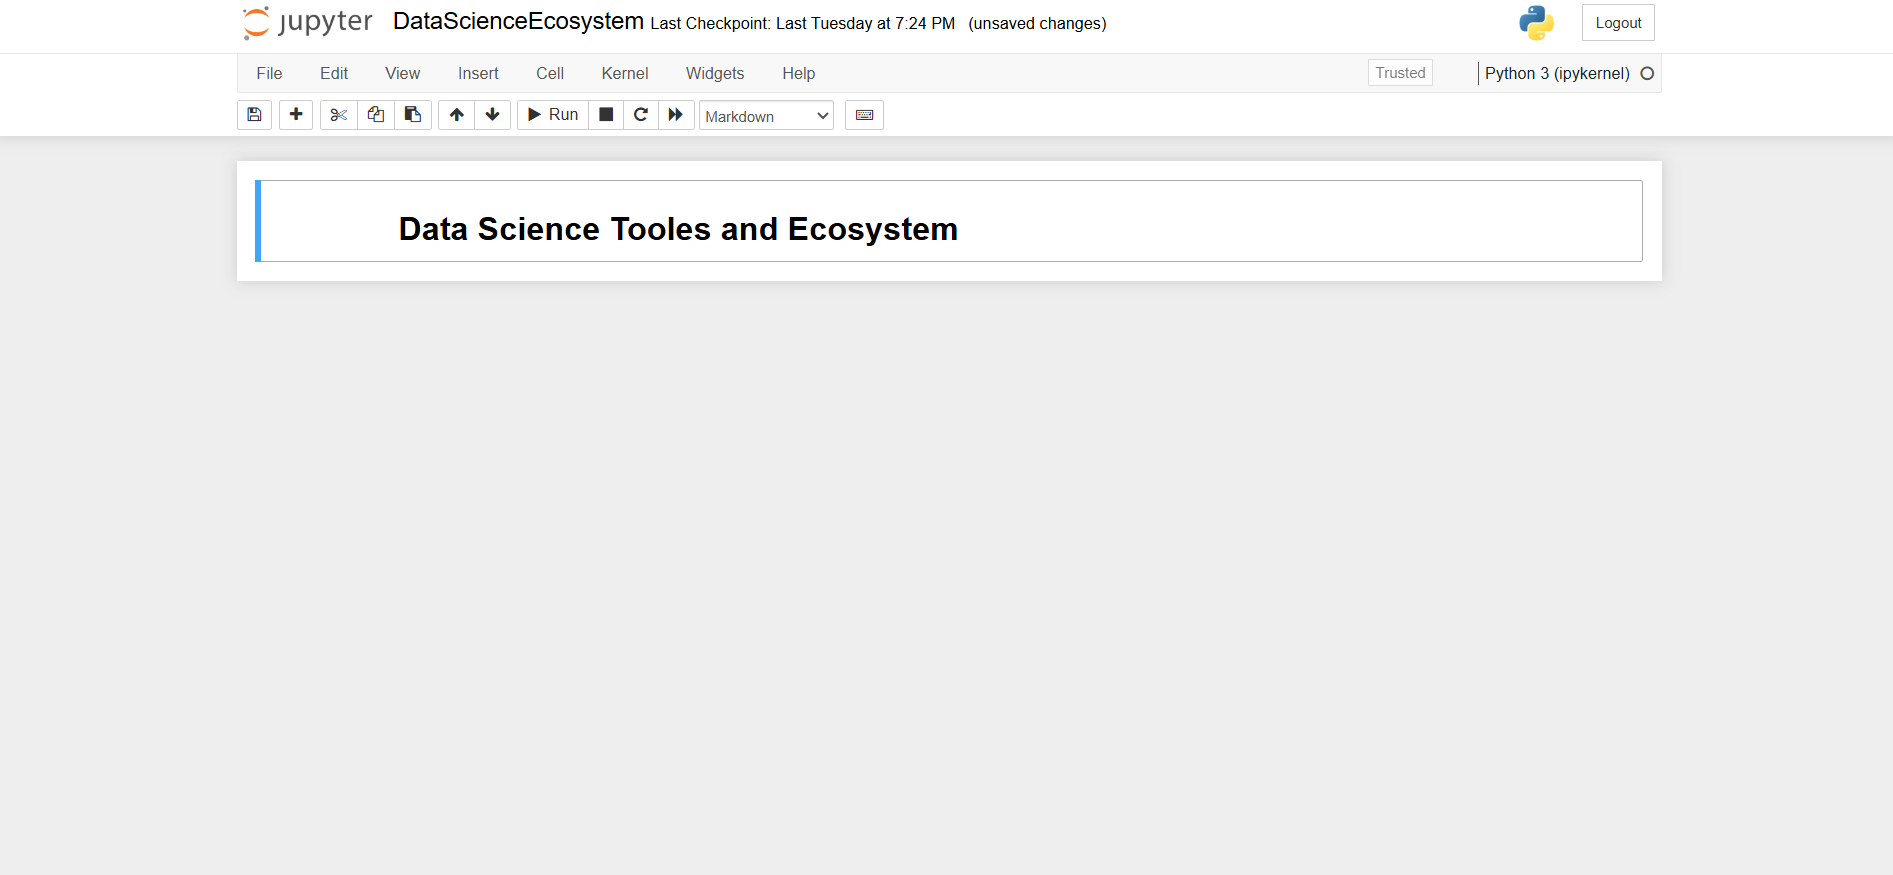 jupyter DataScienceEcosystem Last Checkpoint: Last Tuesday at 7:24 PM (unsaved changes) Logout
File Edit View Insert Cell Kernel Widgets Help Trusted Python 3 (ipykernel)
Run Markdown
Data Science Tooles and Ecosystem